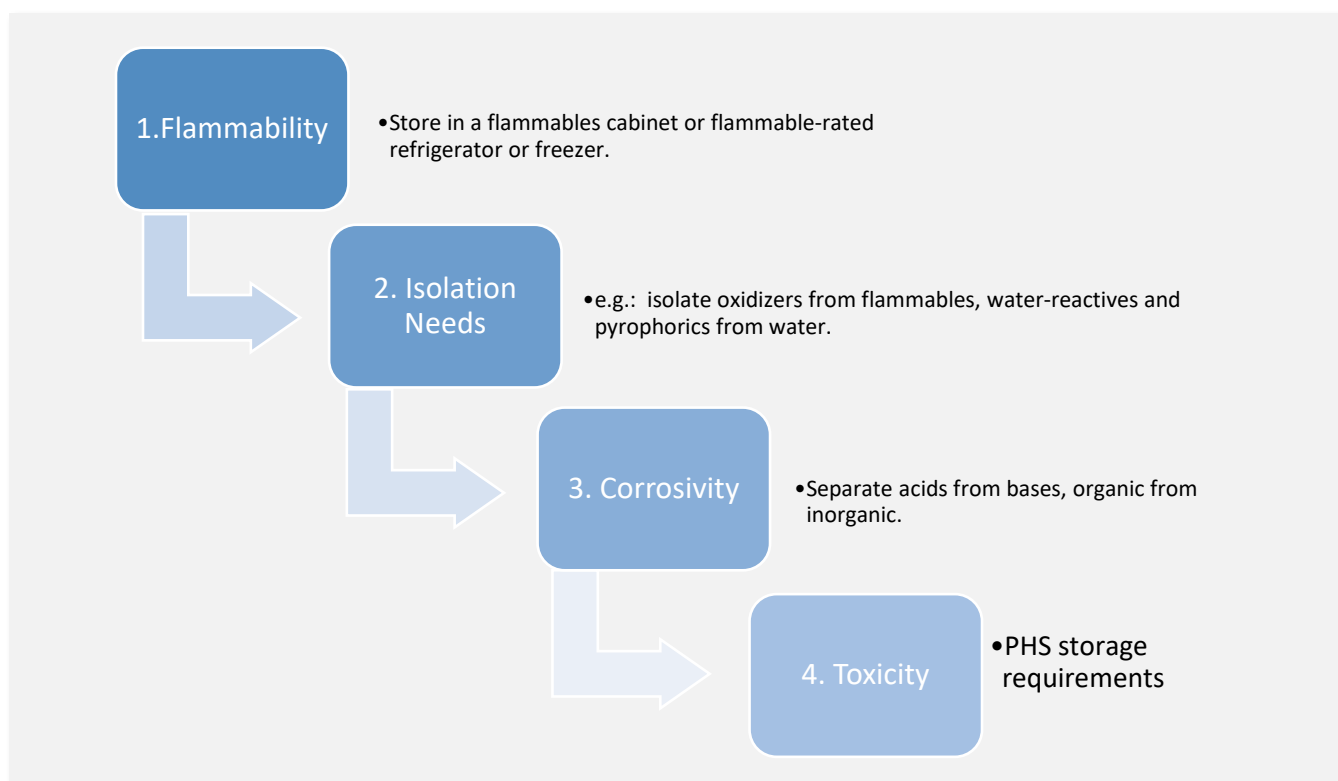 1.Flammability
•Store in a flammables cabinet or flammable-rated
refrigerator or freezer.
2. Isolation
Needs
•e.g.:  isolate oxidizers from flammables, water-reactives and
pyrophorics from water.
3. Corrosivity
•Separate acids from bases, organic from
inorganic.
4. Toxicity
•PHS storage
requirements